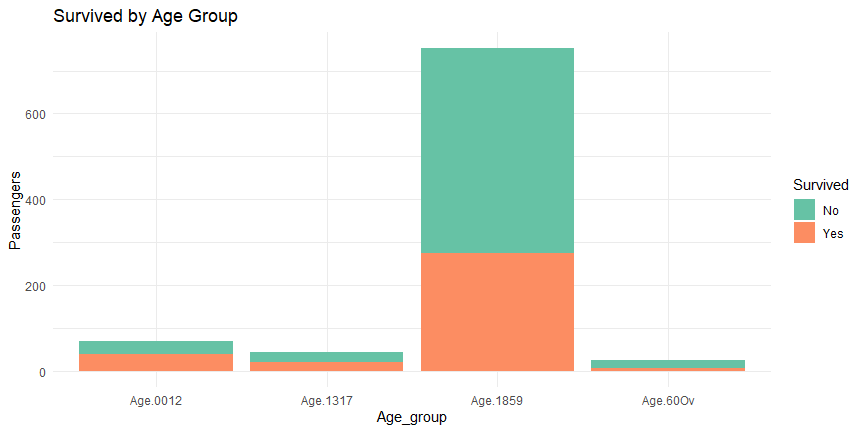 Survived by Age Group
Passengers
600
400
200
0
Age.0012 Age.1317 Age.1859 Age.60Ov
Age_group
Survived
No
Yes